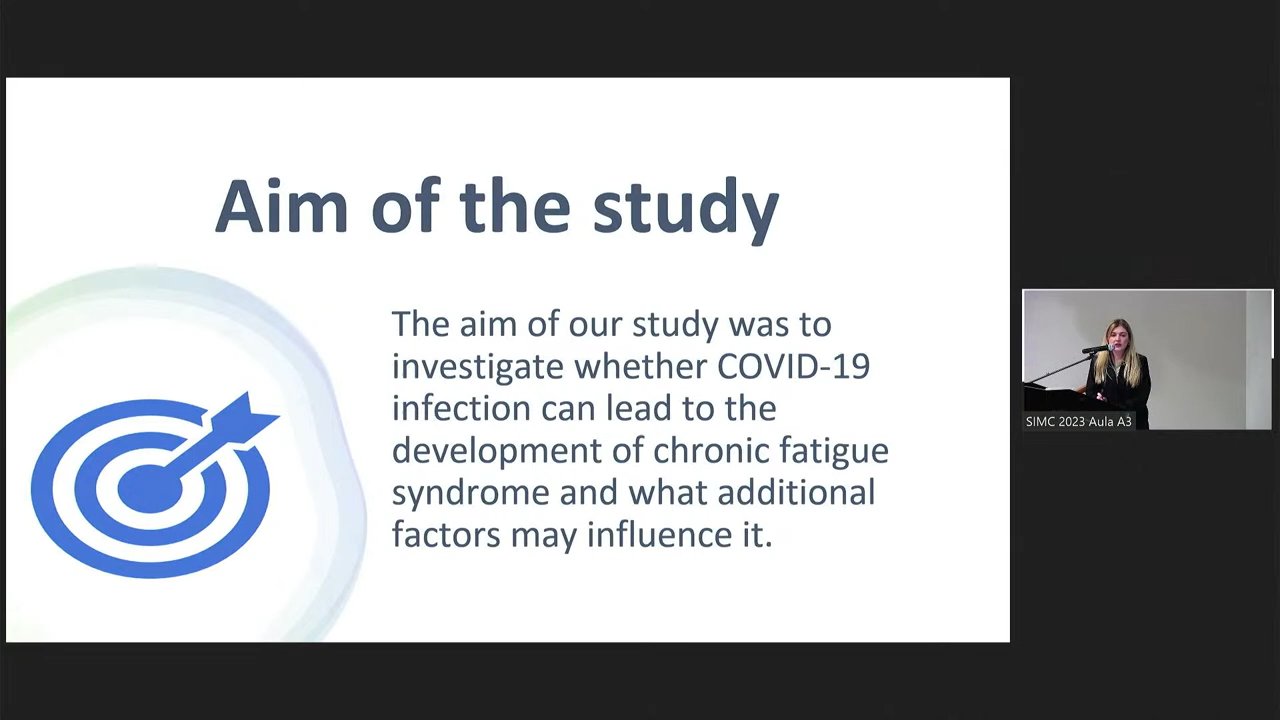 Aim of the study
The aim of our study was to
investigate whether COVID-19
infection can lead to the
development of chronic fatigue
syndrome and what additional
factors may influence it.
SIMC 2023 Aula A3